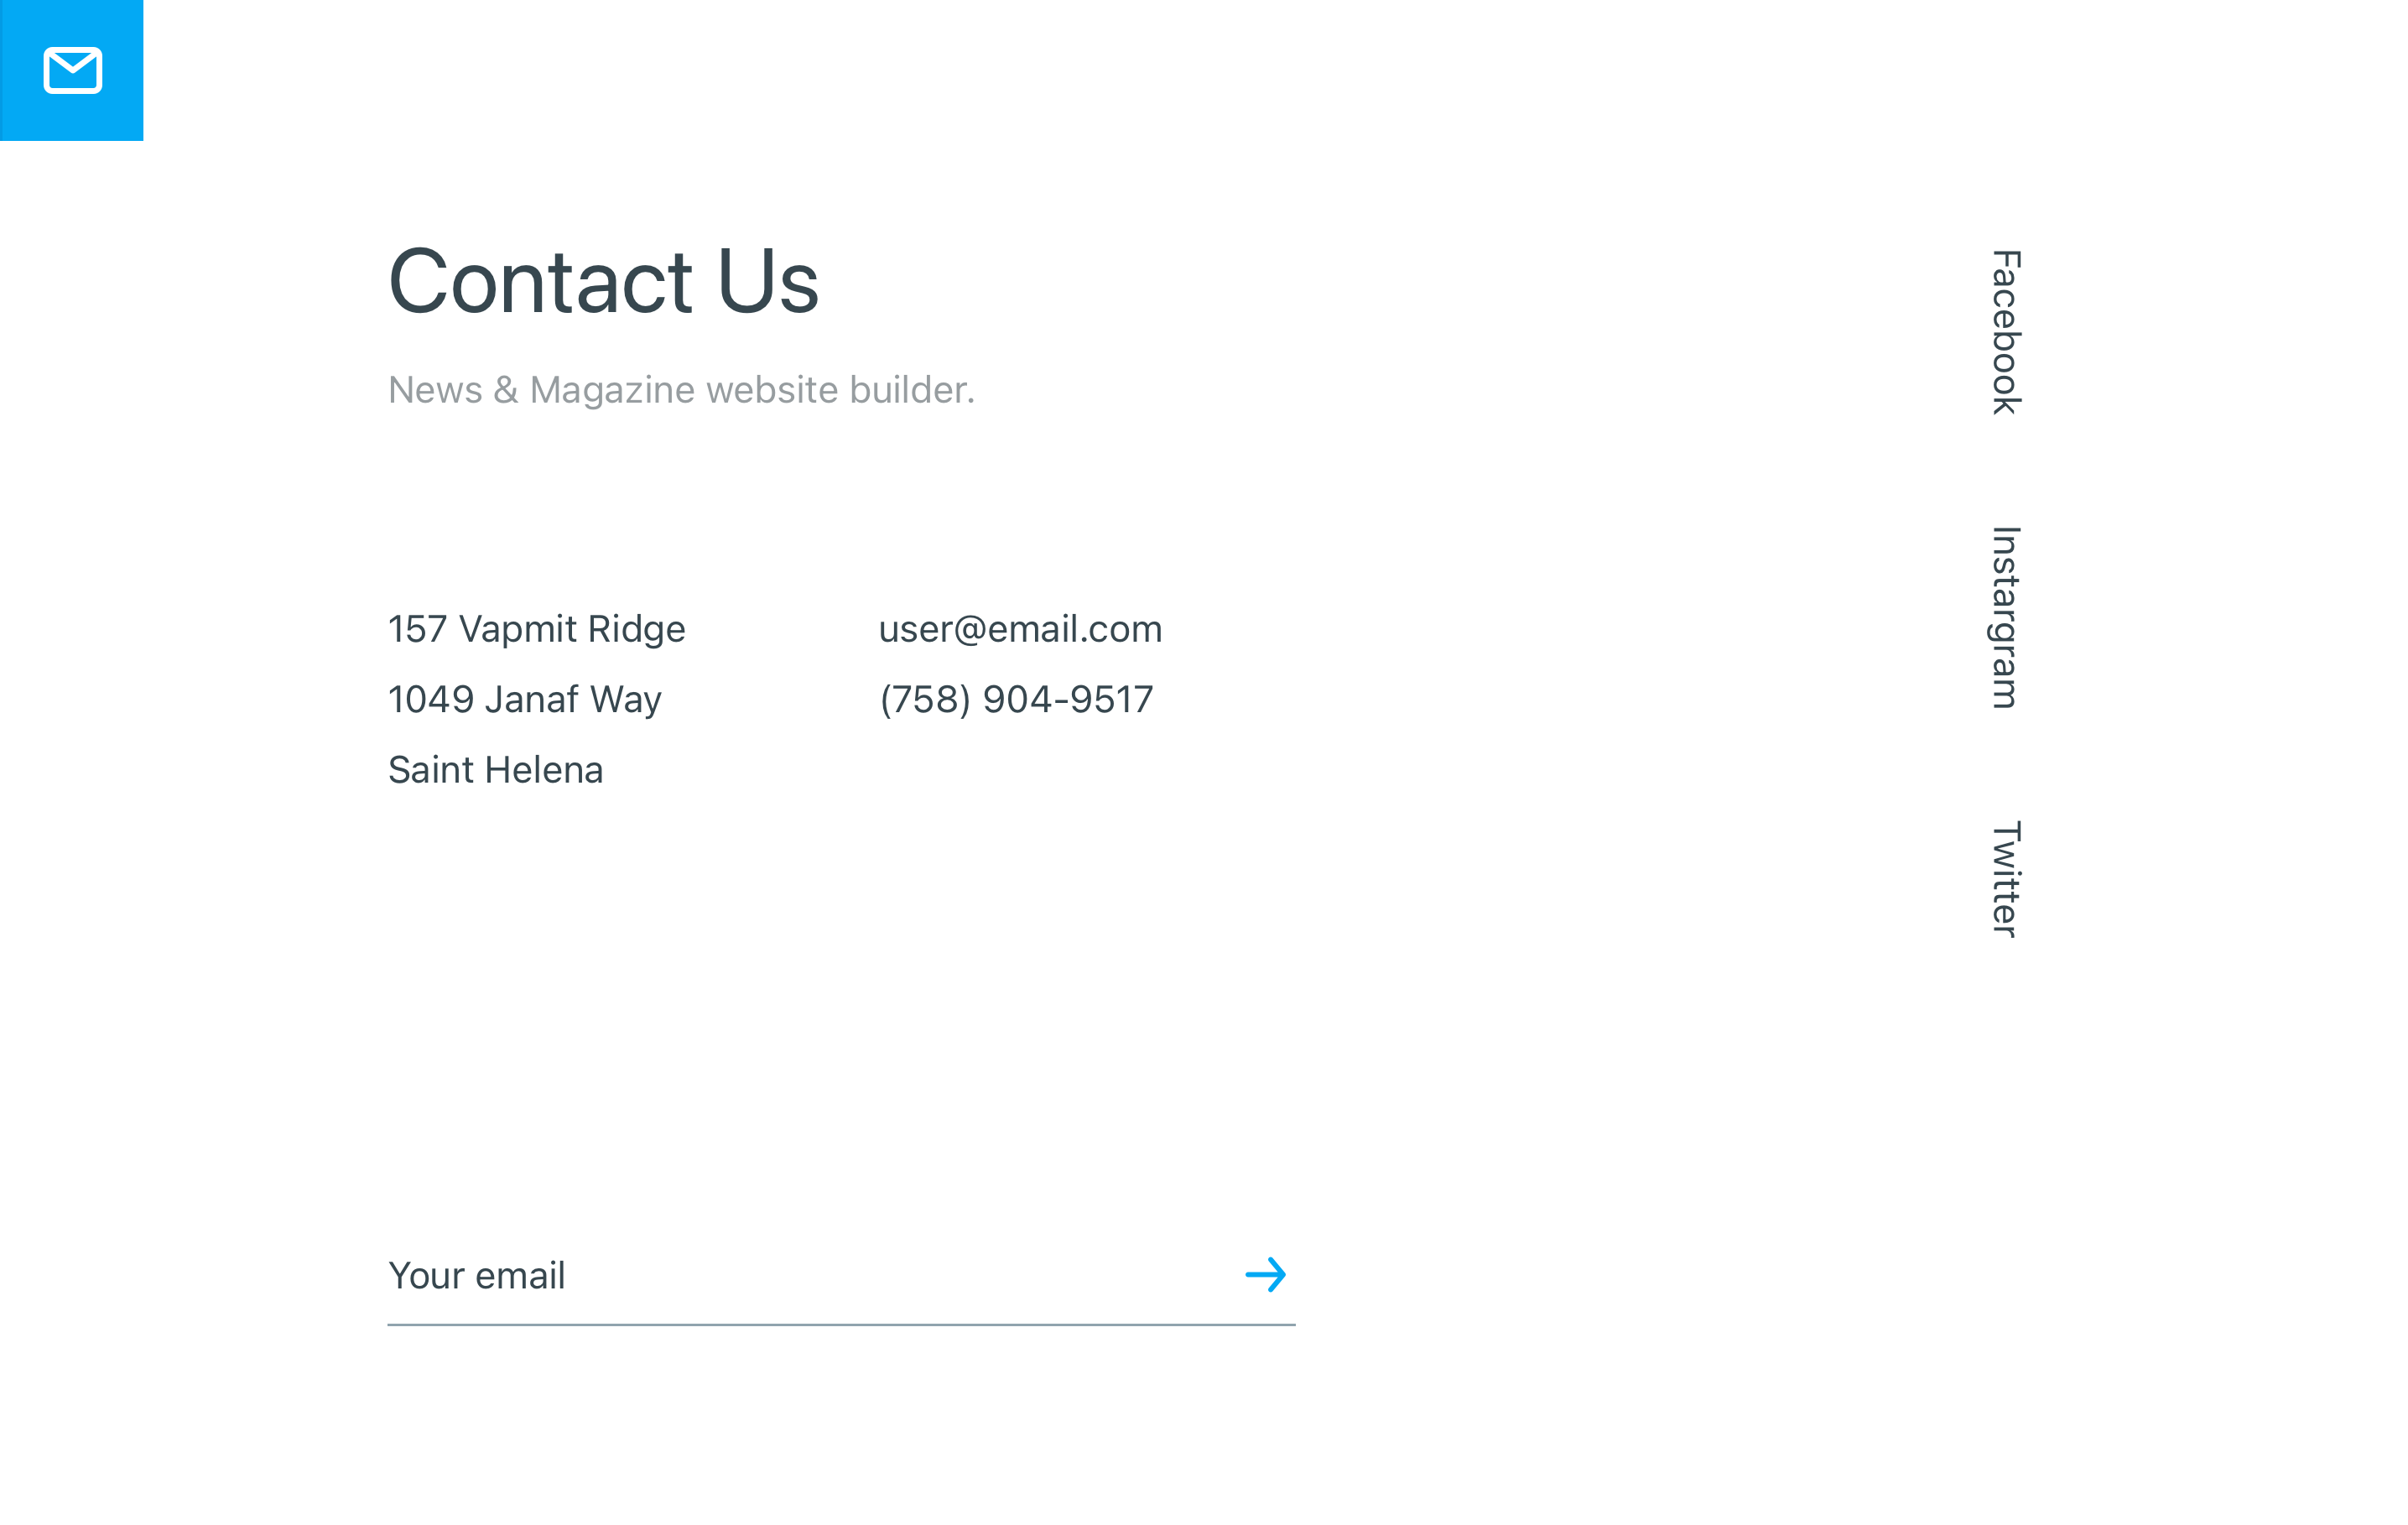 Contact Us
News & Magazine website builder.
157 Vapmit Ridge
1049 Janaf Way
Saint Helena
user@email.com
(758) 904-9517
Your email
Facebook
Instargram
Twitter